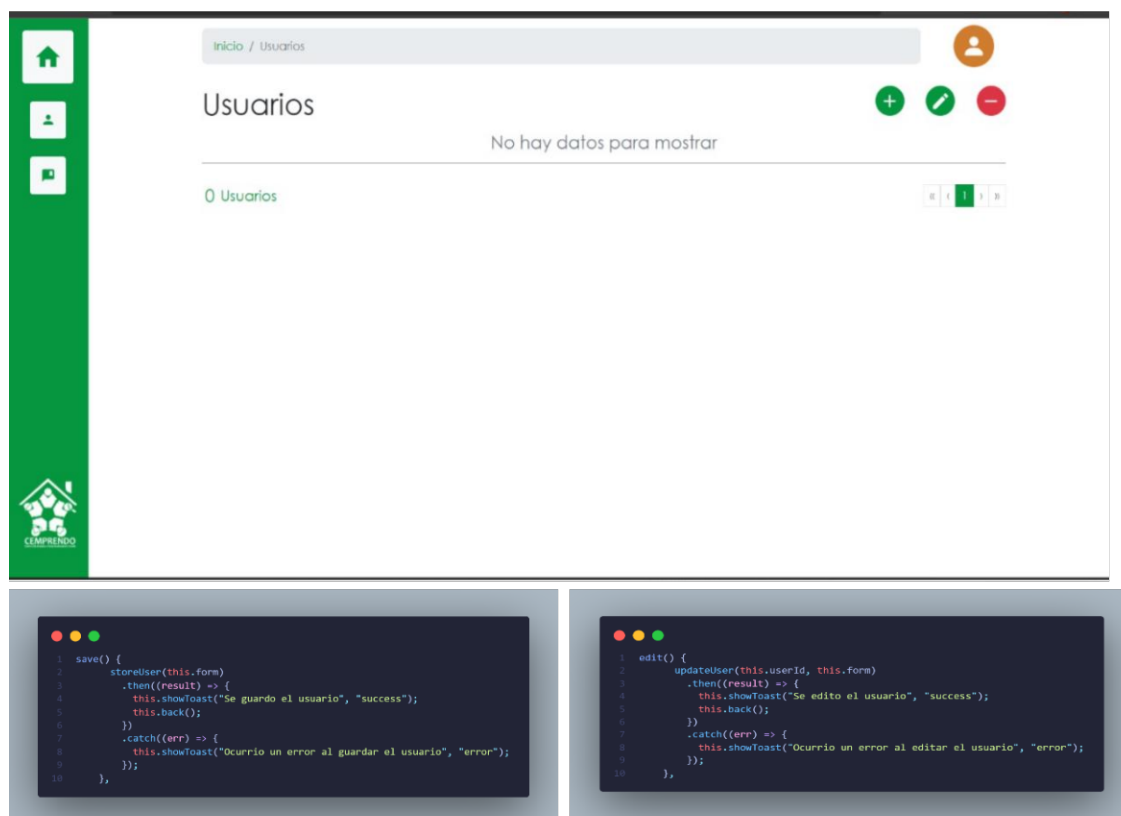 Inicio / Usuarios
Usuarios
No hay datos para mostrar
0 Usuarios
« ‹ 1 › »
CEMPRENDO
1 save() {
2 storeUser(this.form)
3 .then((result) => {
4 this.showToast("Se guardo el usuario", "success");
5 this.back();
6 })
7 .catch((err) => {
8 this.showToast("Ocurrio un error al guardar el usuario", "error");
9 });
10 },
1 edit() {
2 updateUser(this.userId, this.form)
3 .then((result) => {
4 this.showToast("Se edito el usuario", "success");
5 this.back();
6 })
7 .catch((err) => {
8 this.showToast("Ocurrio un error al editar el usuario", "error");
9 });
10 },